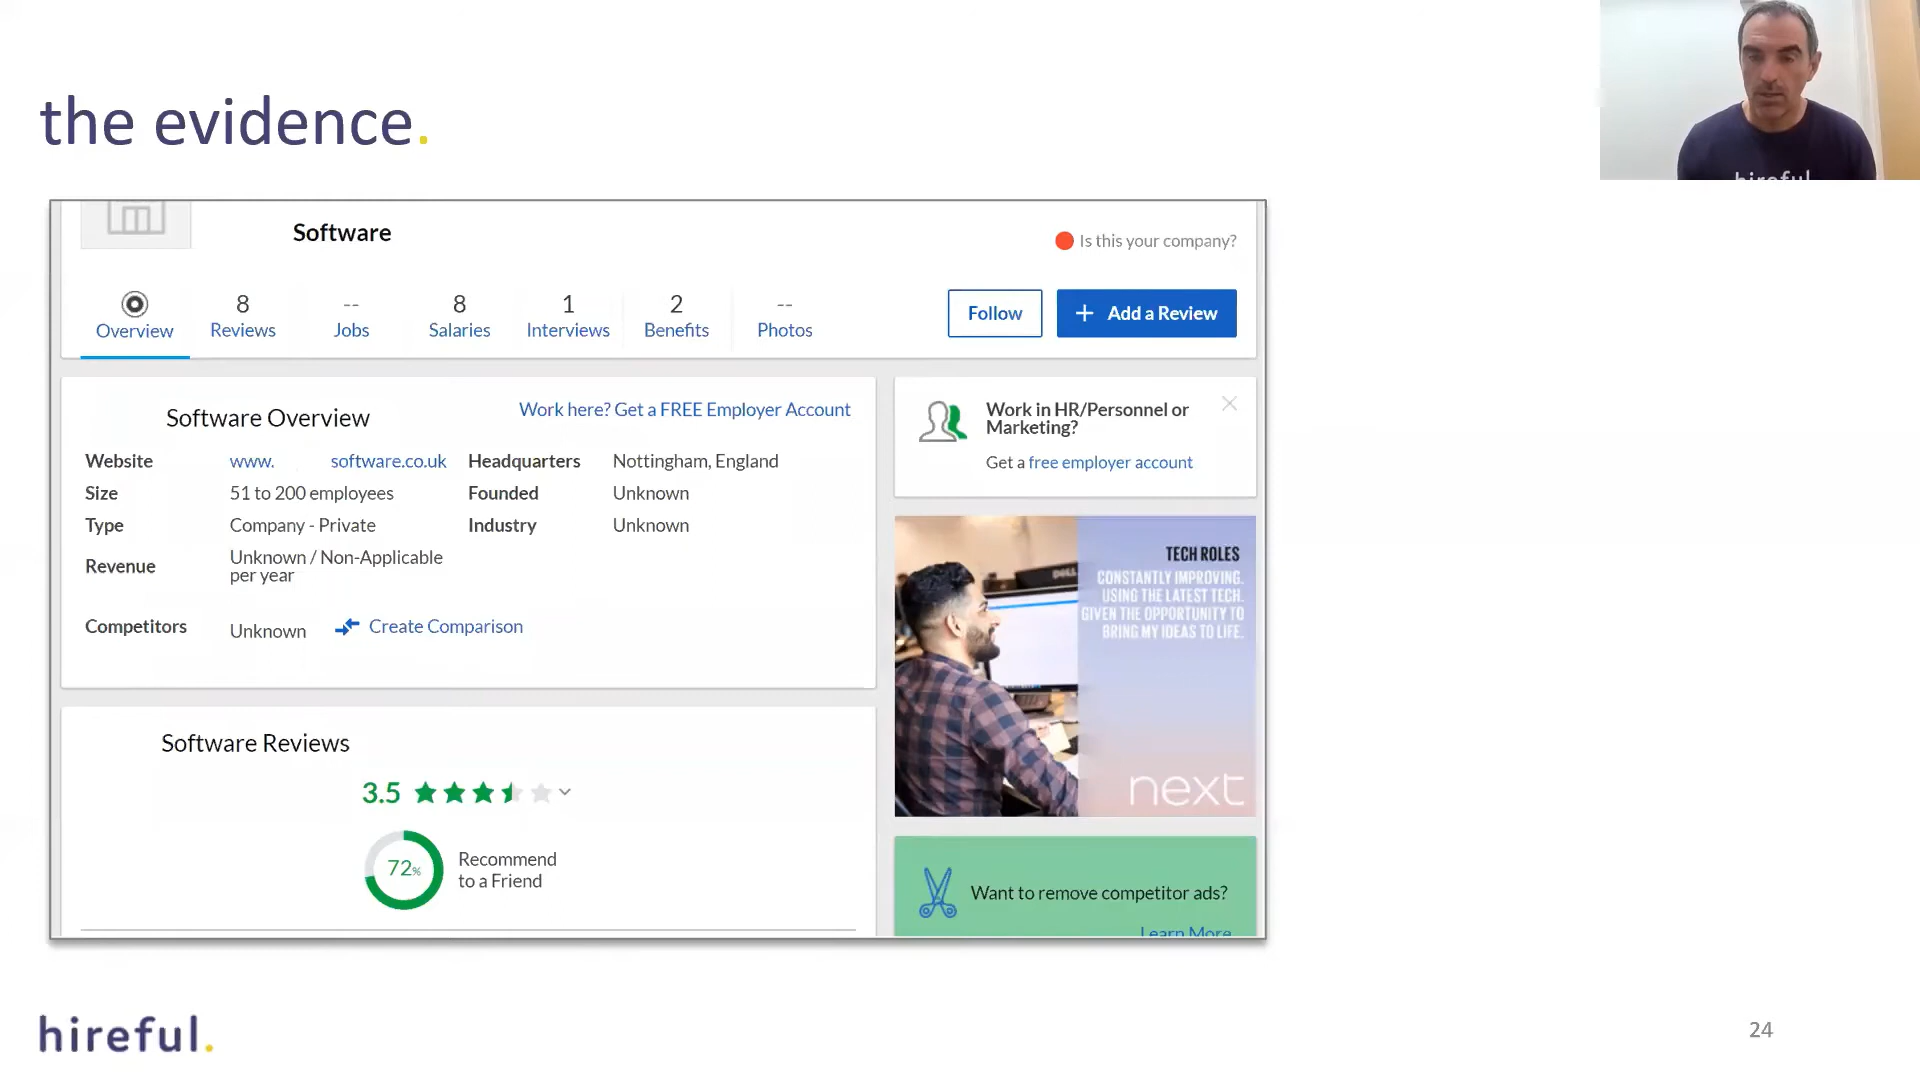 the evidence.
Software
Is this your company?
Overview
8
Reviews
--
Jobs
8
Salaries
1
Interviews
2
Benefits
--
Photos
Follow
+ Add a Review
Software Overview
Work here? Get a FREE Employer Account
Website www. software.co.uk
Size 51 to 200 employees
Type Company - Private
Revenue Unknown / Non-Applicable
per year
Competitors Unknown Create Comparison
Headquarters Nottingham, England
Founded Unknown
Industry Unknown
Work in HR/Personnel or
Marketing?
Get a free employer account
DELL
TECH ROLES
CONSTANTLY IMPROVING.
USING THE LATEST TECH.
GIVEN THE OPPORTUNITY TO
BRING MY IDEAS TO LIFE.
next
Software Reviews
3.5
72%
Recommend
to a Friend
Want to remove competitor ads?
Learn More
hireful.
24
hireful